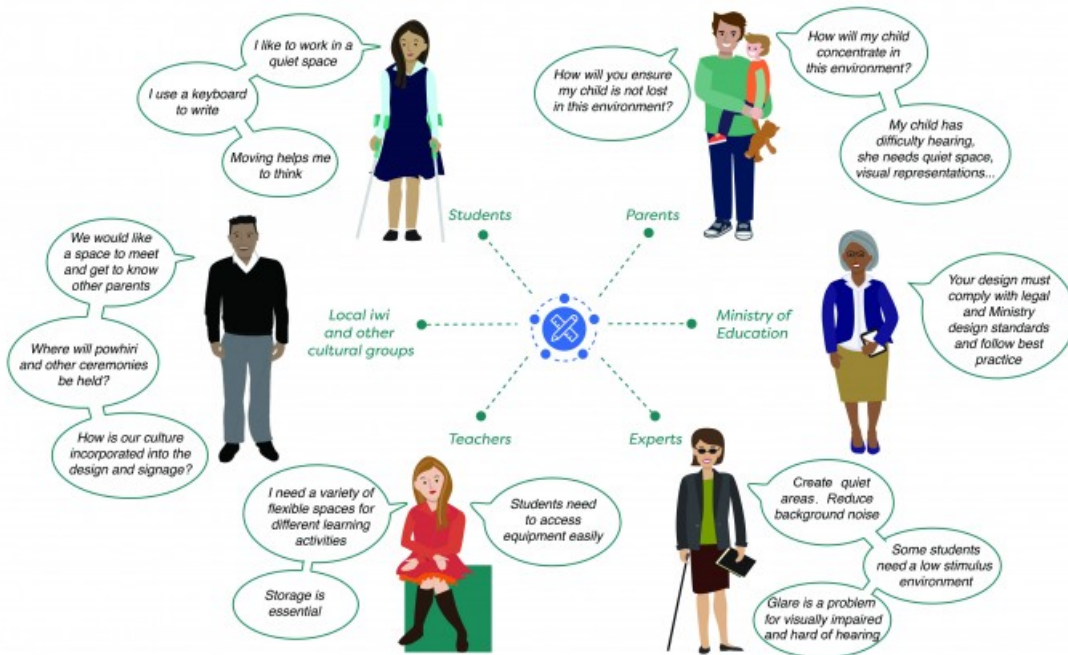 I like to work in a
quiet space
I use a keyboard
to write
Moving helps me
to think
Students
How will you ensure
my child is not lost
in this environment?
How will my child
concentrate in
this environment?
My child has
difficulty hearing,
she needs quiet space,
visual representations...
Parents
We would like
a space to meet
and get to know
other parents
Where will powhiri
and other ceremonies
be held?
How is our culture
incorporated into the
design and signage?
Local iwi
and other
cultural groups
Ministry of
Education
Your design must
comply with legal
and Ministry
design standards
and follow best
practice
Teachers
I need a variety of
flexible spaces for
different learning
activities
Storage is
essential
Students need
to access
equipment easily
Experts
Create quiet
areas. Reduce
background noise
Some students
need a low stimulus
environment
Glare is a problem
for visually impaired
and hard of hearing